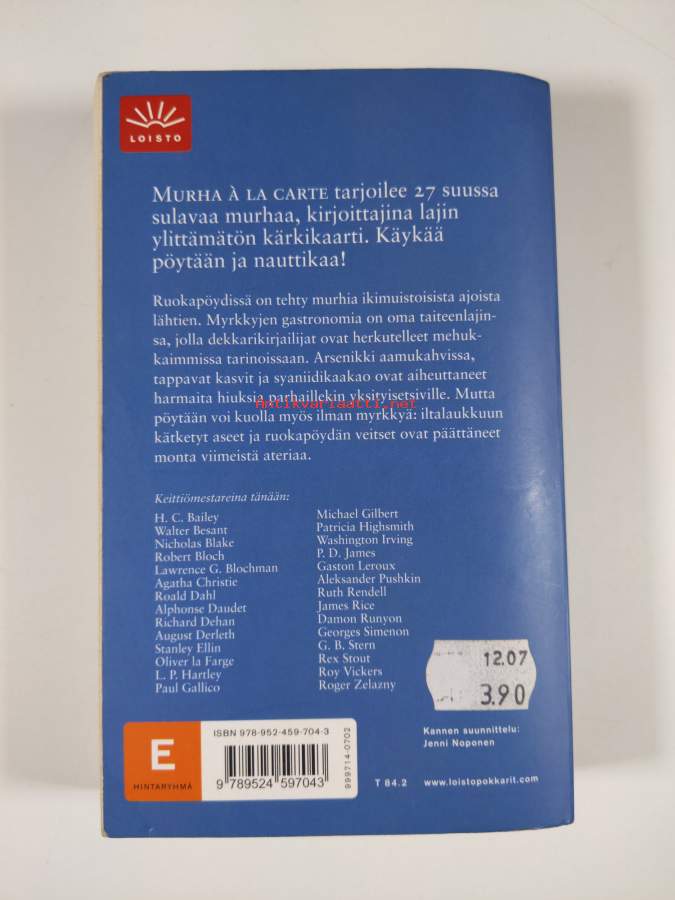 LOISTO
MURHA À LA CARTE tarjoilee 27 suussa
sulavaa murhaa, kirjoittajina lajin
ylittämätön kärkikaarti. Käykää
pöytään ja nauttikaa!
Ruokapöydissä on tehty murhia ikimuistoisista ajoista
lähtien. Myrkkyjen gastronomia on oma taiteenlajin-
sa, jolla dekkarikirjailijat ovat herkutelleet mehuk-
kaimmissa tarinoissaan. Arsenikki aamukahvissa,
tappavat kasvit ja syaniidikaakao ovat aiheuttaneet
harmaita hiuksia parhaillekin yksityisetsiville. Mutta
Antikvariaatti.net
pöytään voi kuolla myös ilman myrkkyä: iltalaukkuun
kätketyt aseet ja ruokapöydän veitset ovat päättäneet
monta viimeistä ateriaa.
Keittiömestareina tänään:
H. C. Bailey
Walter Besant
Nicholas Blake
Robert Bloch
Lawrence G. Blochman
Agatha Christie
Roald Dahl
Alphonse Daudet
Richard Dehan
August Derleth
Stanley Ellin
Oliver la Farge
L. P. Hartley
Paul Gallico
Michael Gilbert
Patricia Highsmith
Washington Irving
P. D. James
Gaston Leroux
Aleksander Pushkin
Ruth Rendell
James Rice
Damon Runyon
Georges Simenon
G. B. Stern
Rex Stout
Roy Vickers
Roger Zelazny
12.07
3.90
Kannen suunnittelu:
Jenni Noponen
E
HINTARYHMÄ
ISBN 978-952-459-704-3
9 789524 597043
999714-0702
T 84.2
www.loistopokkarit.com